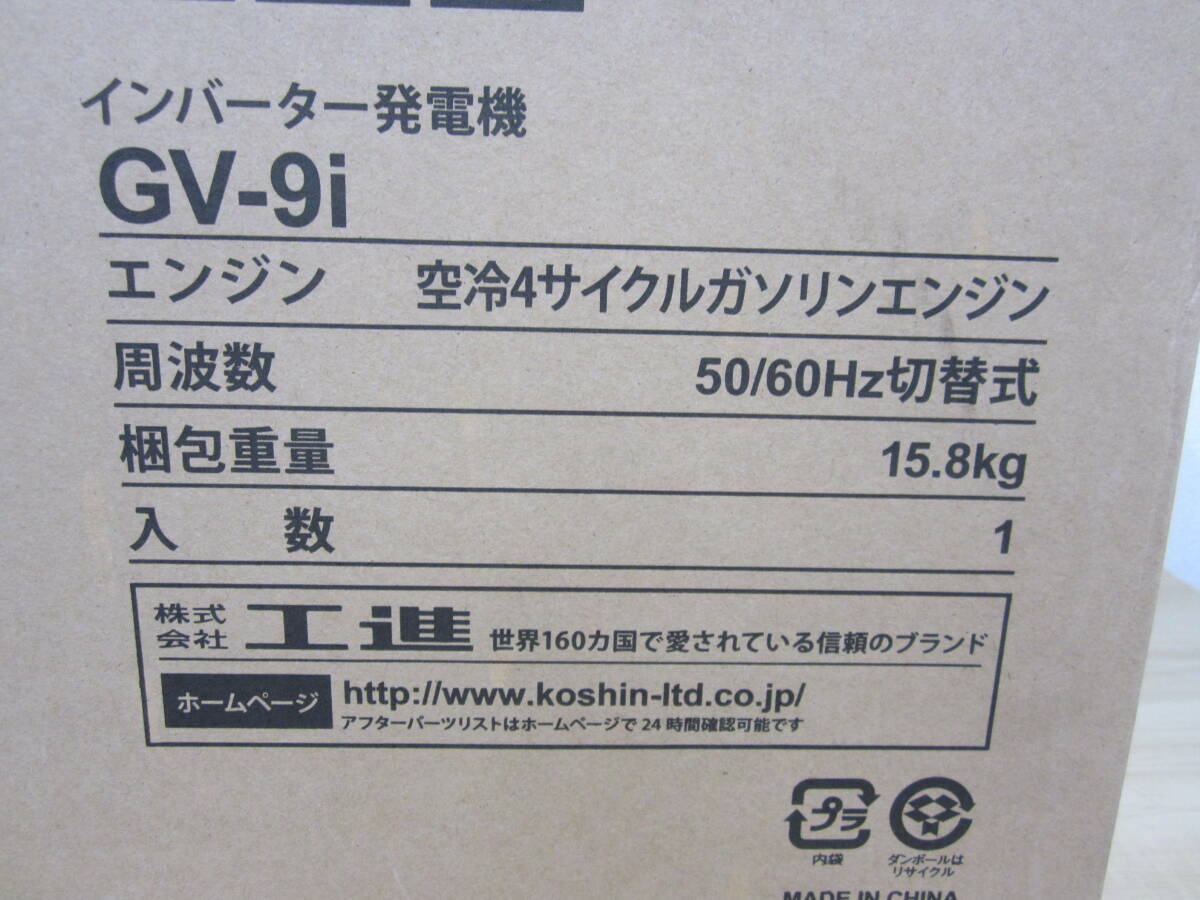 インバーター発電機
GV-9i
エンジン 空冷4サイクルガソリンエンジン
周波数 50/60Hz切替式
梱包重量 15.8kg
入数 1
株式会社 工進 世界160カ国で愛されている信頼のブランド
ホームページ http://www.koshin-ltd.co.jp/
アフターパーツリストはホームページで24時間確認可能です
プラ
内袋
ダンボールは
リサイクル
MADE IN CHINA